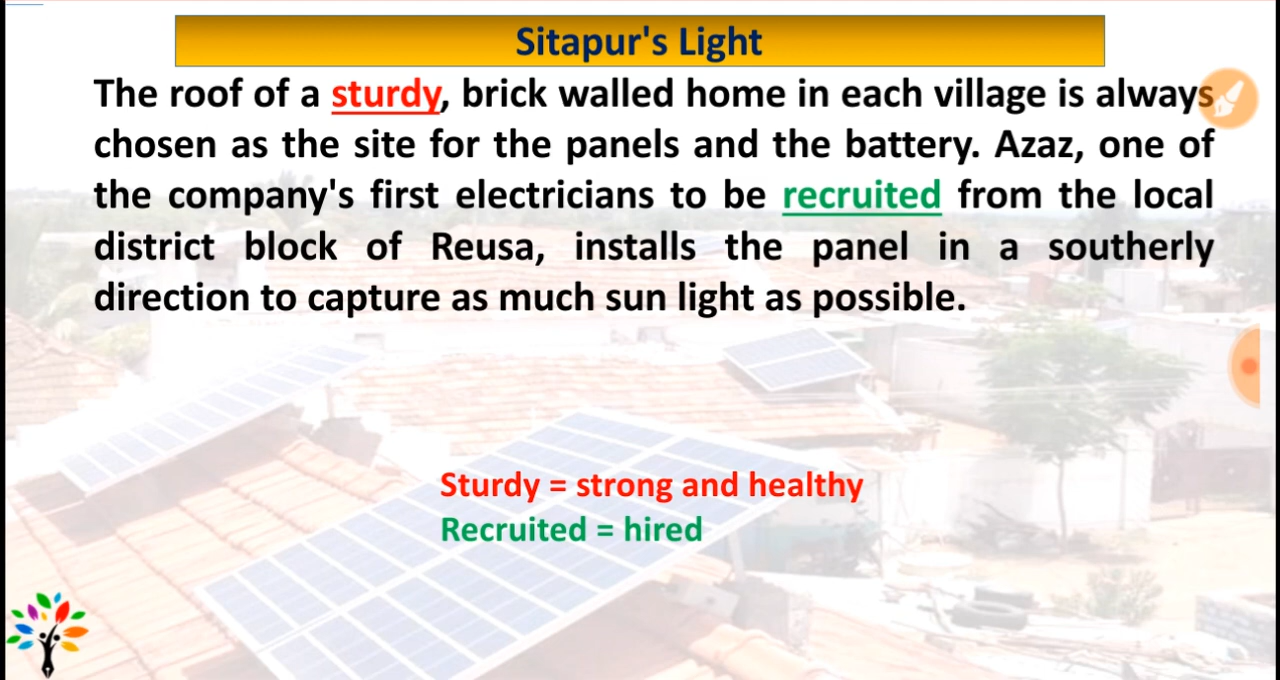 Sitapur's Light
The roof of a sturdy, brick walled home in each village is always
chosen as the site for the panels and the battery. Azaz, one of
the company's first electricians to be recruited from the local
district block of Reusa, installs the panel in a southerly
direction to capture as much sun light as possible.
Sturdy = strong and healthy
Recruited = hired